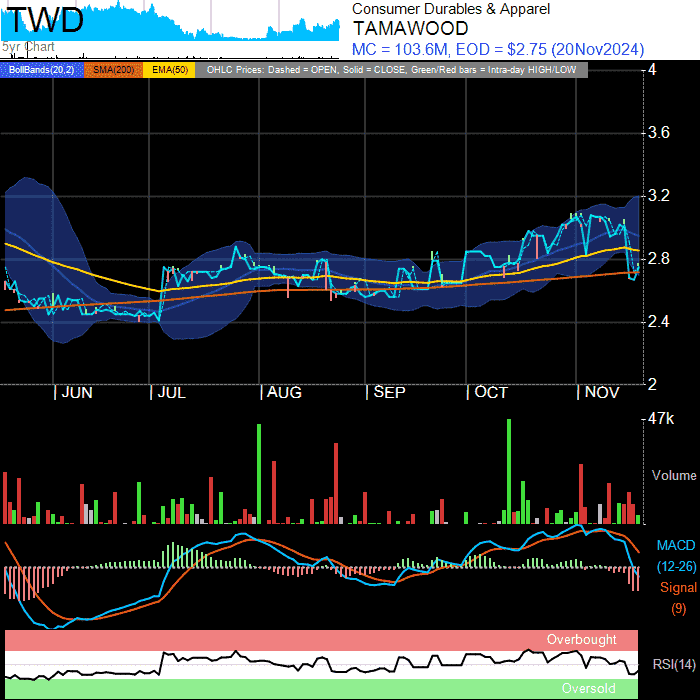 TWD
5yr Chart
Consumer Durables & Apparel
TAMAWOOD
MC = 103.6M, EOD = $2.75 (20Nov2024)
BollBands(20,2) SMA(200) EMA(50) OHLC Prices: Dashed = OPEN, Solid = CLOSE, Green/Red bars = Intra-day HIGH/LOW
4
3.6
3.2
2.8
2.4
2
| JUN | JUL | AUG | SEP | OCT | NOV
47k
Volume
MACD
(12-26)
Signal
(9)
Overbought
RSI(14)
Oversold